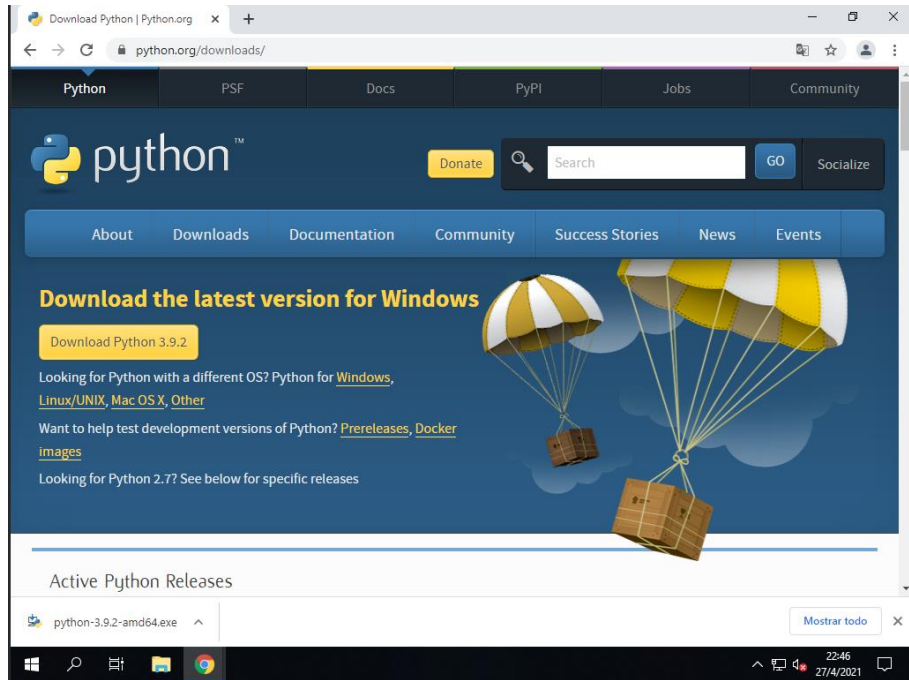 Download Python | Python.org
python.org/downloads/
Python PSF Docs PyPI Jobs Community
python™
Donate Search GO Socialize
About Downloads Documentation Community Success Stories News Events
Download the latest version for Windows
Download Python 3.9.2
Looking for Python with a different OS? Python for Windows,
Linux/UNIX, Mac OS X, Other
Want to help test development versions of Python? Prereleases, Docker
images
Looking for Python 2.7? See below for specific releases
Active Python Releases
python-3.9.2-amd64.exe Mostrar todo
22:46
27/4/2021